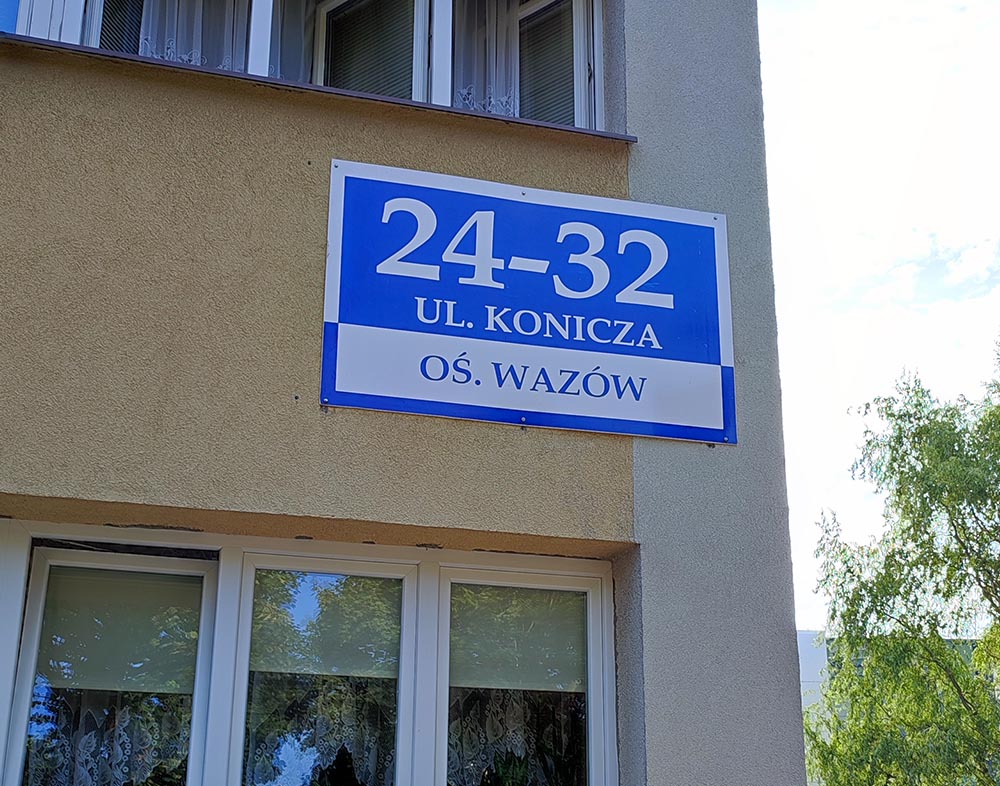 24-32
UL. KONICZA
OŚ. WAZÓW